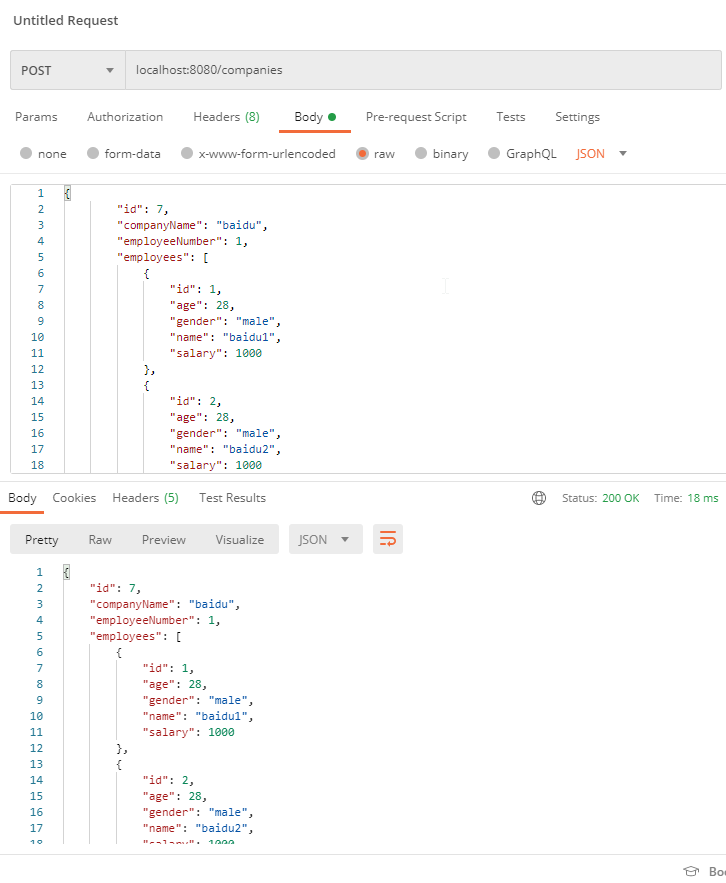 Untitled Request
POST localhost:8080/companies
Params Authorization Headers (8) Body Pre-request Script Tests Settings
none form-data x-www-form-urlencoded raw binary GraphQL JSON
1 {
2 "id": 7,
3 "companyName": "baidu",
4 "employeeNumber": 1,
5 "employees": [
6 {
7 "id": 1,
8 "age": 28,
9 "gender": "male",
10 "name": "baidu1",
11 "salary": 1000
12 },
13 {
14 "id": 2,
15 "age": 28,
16 "gender": "male",
17 "name": "baidu2",
18 "salary": 1000
Body Cookies Headers (5) Test Results Status: 200 OK Time: 18 ms
Pretty Raw Preview Visualize JSON
1 {
2 "id": 7,
3 "companyName": "baidu",
4 "employeeNumber": 1,
5 "employees": [
6 {
7 "id": 1,
8 "age": 28,
9 "gender": "male",
10 "name": "baidu1",
11 "salary": 1000
12 },
13 {
14 "id": 2,
15 "age": 28,
16 "gender": "male",
17 "name": "baidu2",
18 "salary": 1000